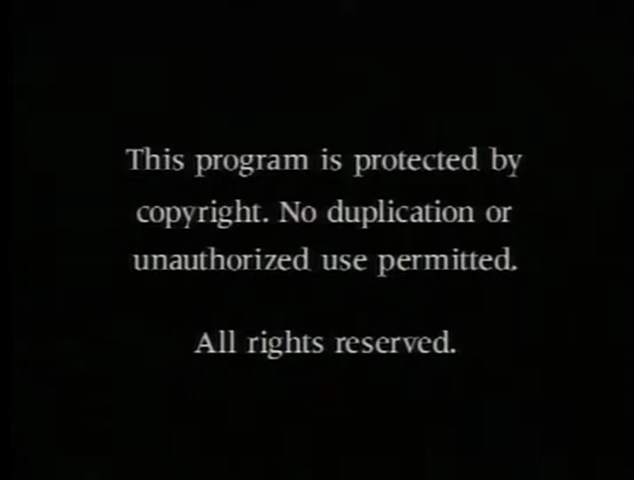 This program is protected by
copyright. No duplication or
unauthorized use permitted.
All rights reserved.